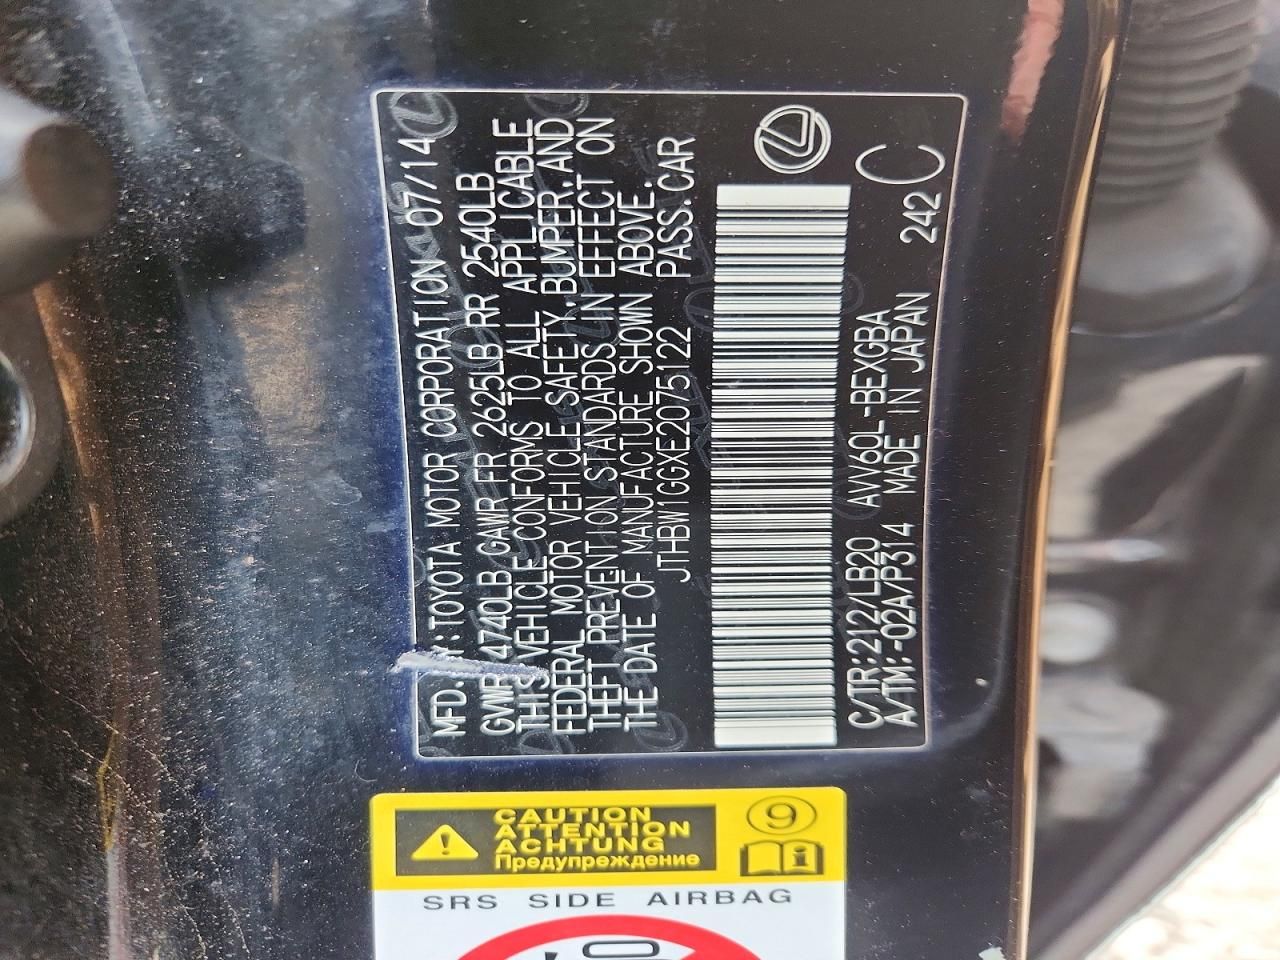 MFD. BY:TOYOTA MOTOR CORPORATION 07/14
GVWR 4740LB GAWR FR 2625LB RR 2540LB
THIS VEHICLE CONFORMS TO ALL APPLICABLE
FEDERAL MOTOR VEHICLE SAFETY, BUMPER, AND
THEFT PREVENTION STANDARDS IN EFFECT ON
THE DATE OF MANUFACTURE SHOWN ABOVE.
JTHBW1GGXE2075122 PASS.CAR
C/TR:212/LB20 AVV60L-BEXGBA 242 C
A/TM:-02A/P314 MADE IN JAPAN
CAUTION
ATTENTION
ACHTUNG
Предупреждение
9
i
SRS SIDE AIRBAG